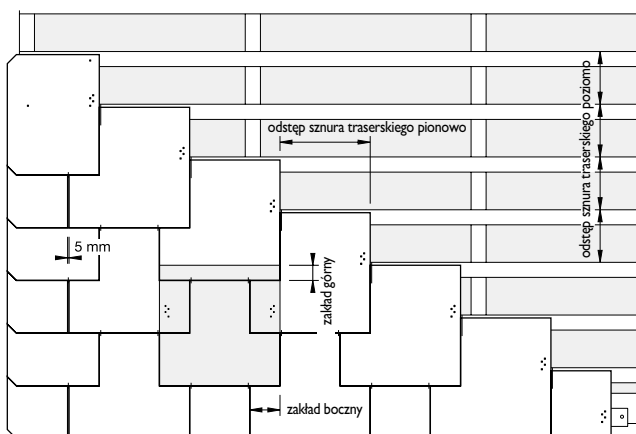 odstęp sznura traserskiego pionowo
odstęp sznura traserskiego poziomo
5 mm
zakład górny
zakład boczny